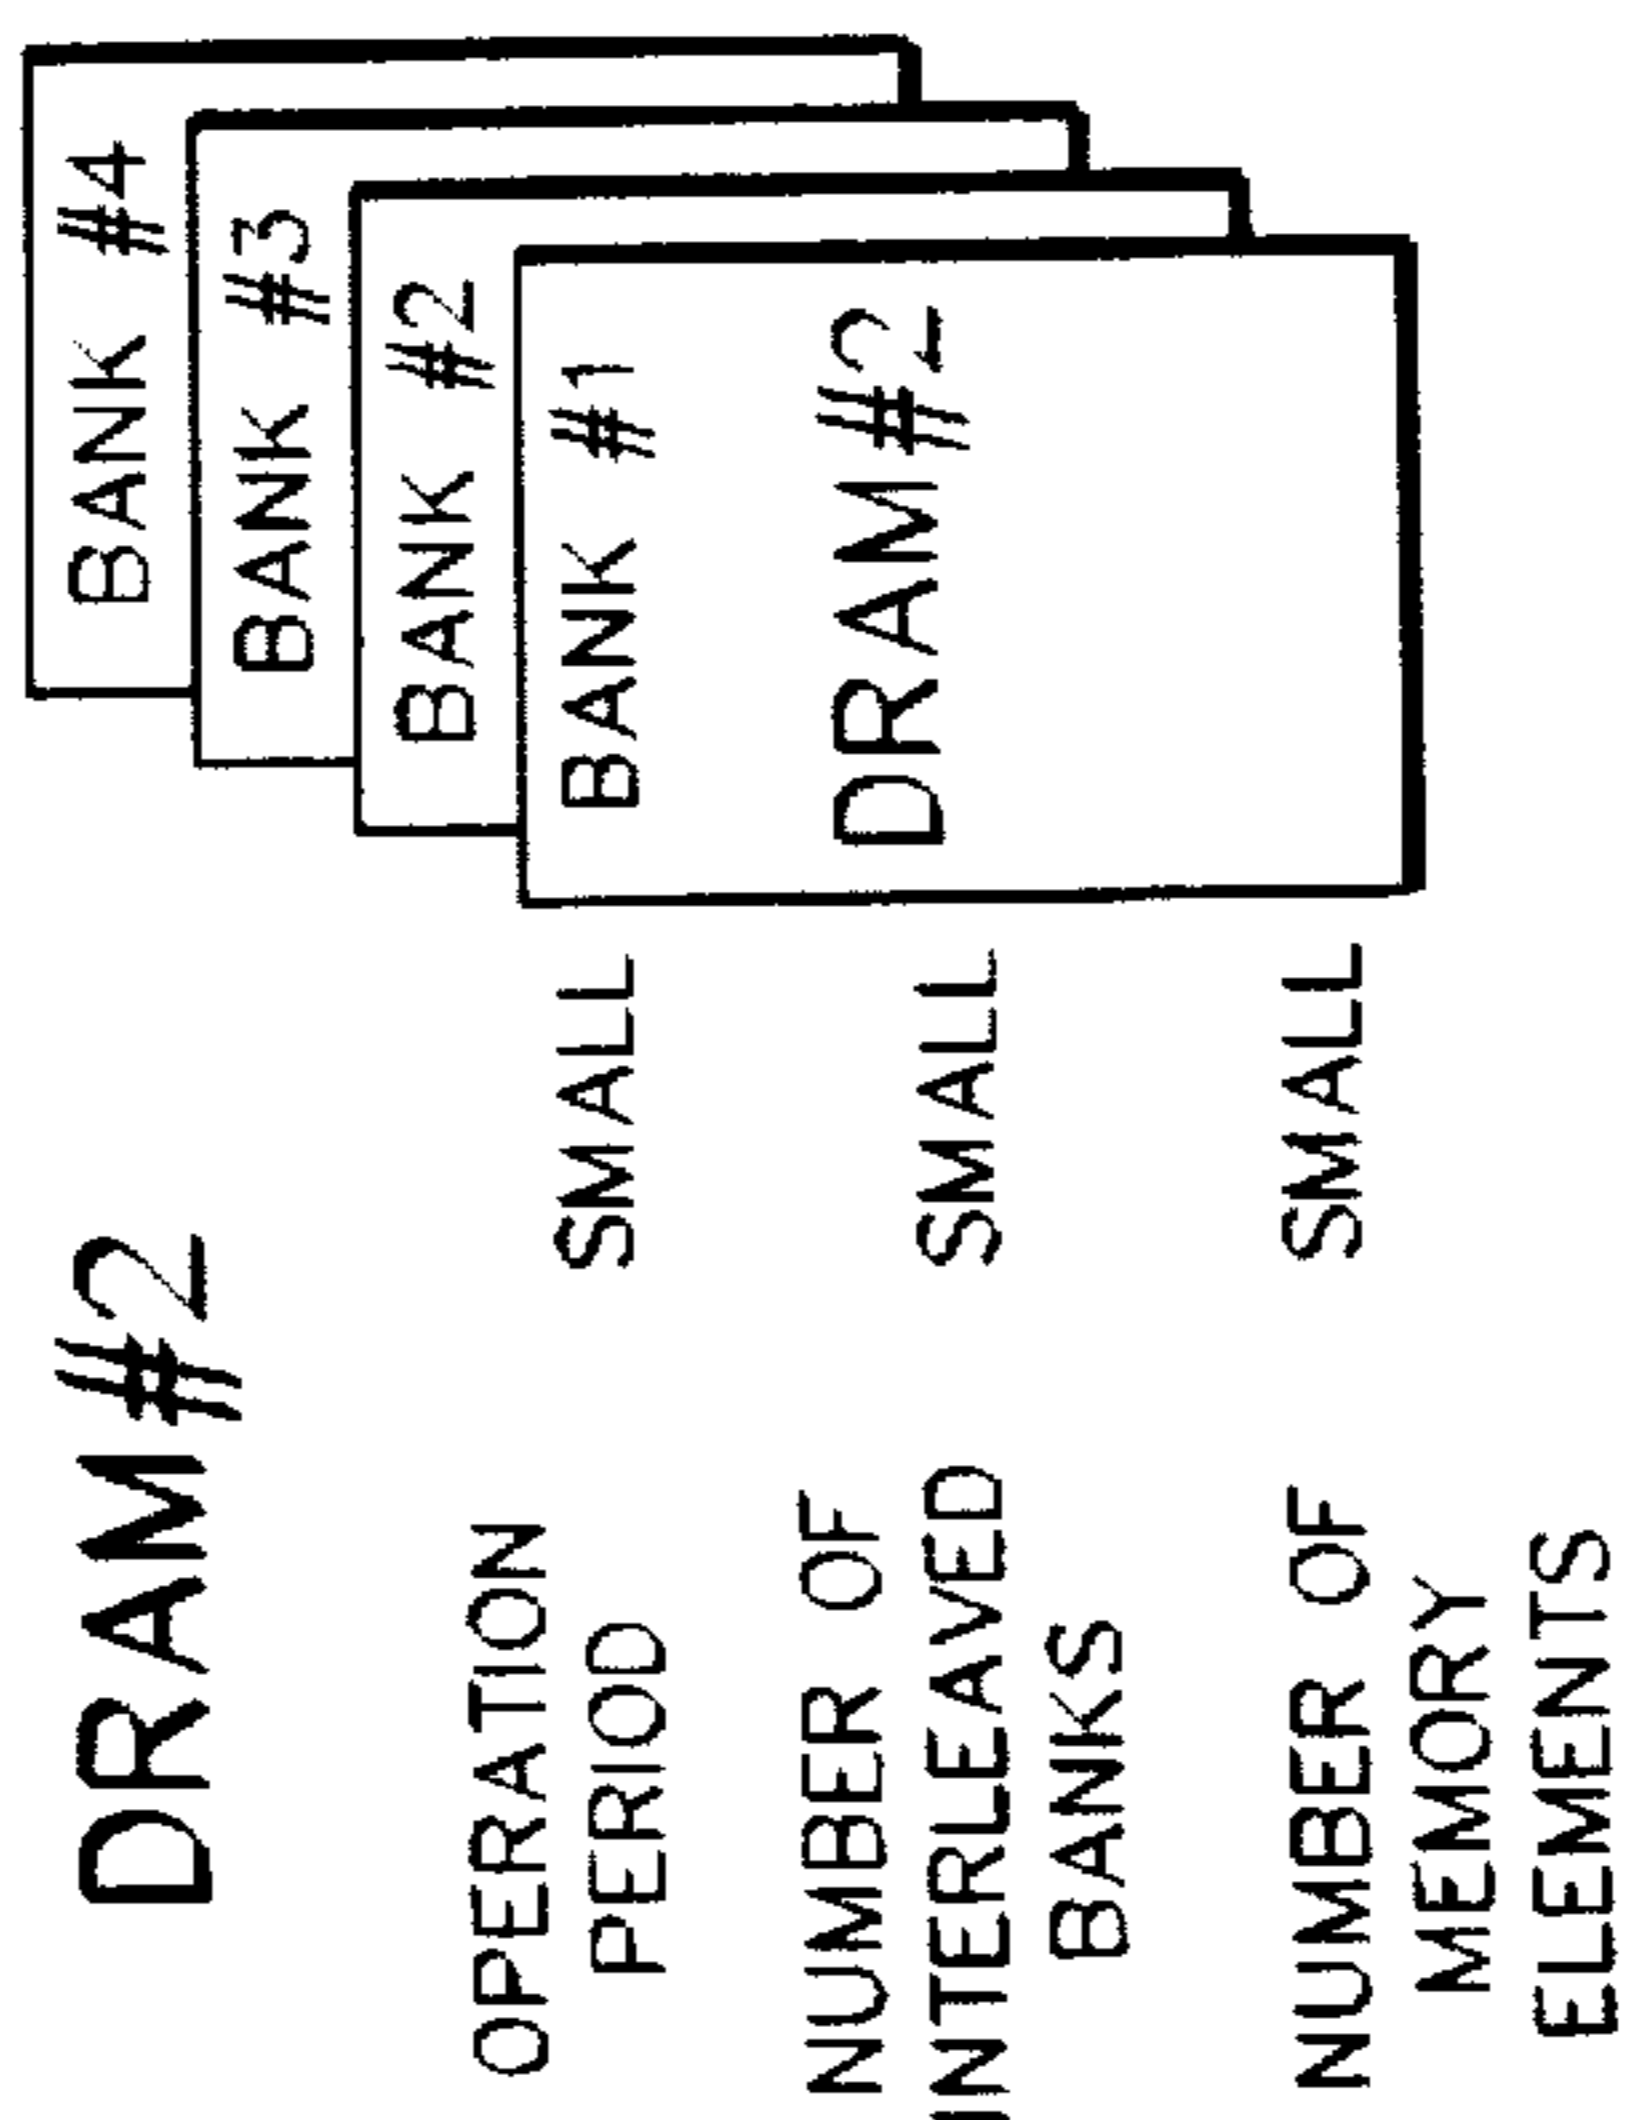 DRAM#2
OPERATION
PERIOD
SMALL
NUMBER OF
INTERLEAVED
BANKS
SMALL
NUMBER OF
MEMORY
ELEMENTS
SMALL
BANK #4
BANK #3
BANK #2
BANK #1
DRAM#2